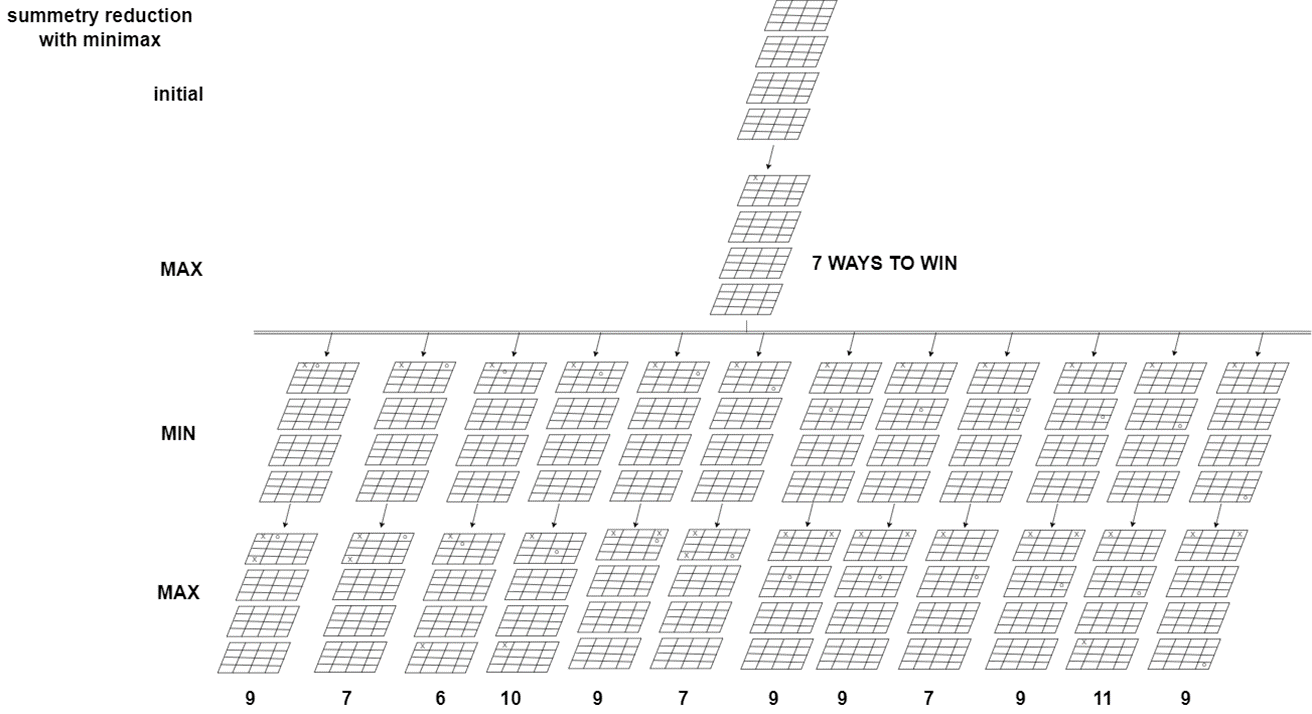 summetry reduction
with minimax
initial
MAX
7 WAYS TO WIN
MIN
MAX
9 7 6 10 9 7 9 9 7 9 11 9